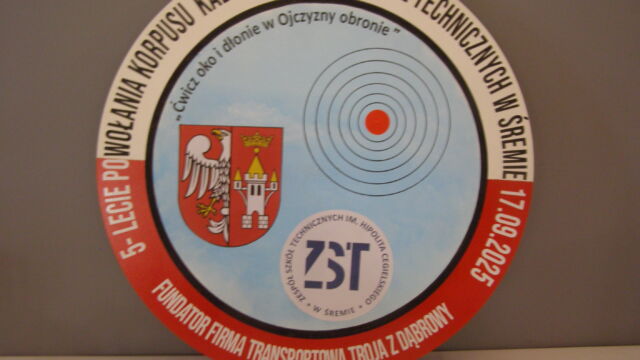 5- LECIE POWOŁANIA KORPUSU TECHNICZNYCH W ŚREMIE 17.09.2025
„Ćwicz oko i dłonie w Ojczyzny obronie”
ZESPÓŁ SZKÓŁ TECHNICZNYCH IM. HIPOLITA CEGIELSKIEGO
ZST
• W ŚREMIE •
FUNDATOR FIRMA TRANSPORTOWA TROJA Z DĄBROWY